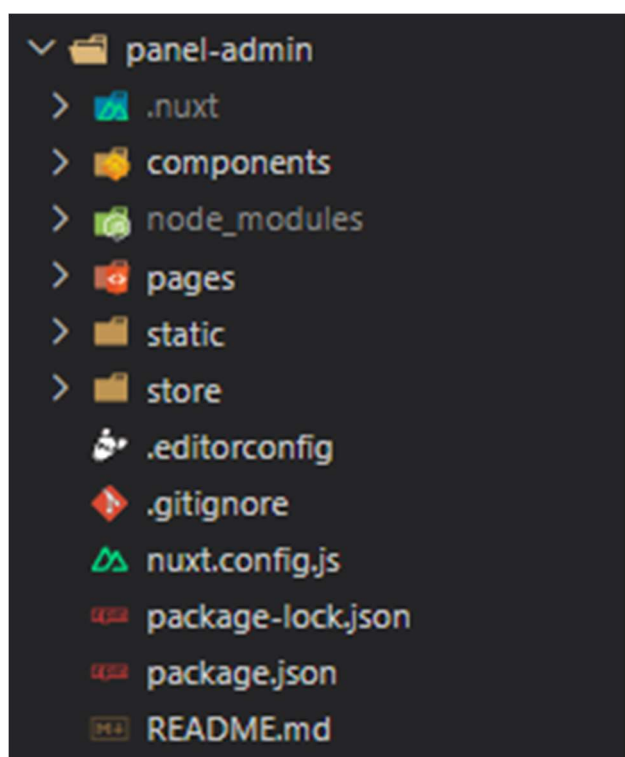 panel-admin
.nuxt
components
node_modules
pages
static
store
.editorconfig
.gitignore
nuxt.config.js
package-lock.json
package.json
README.md